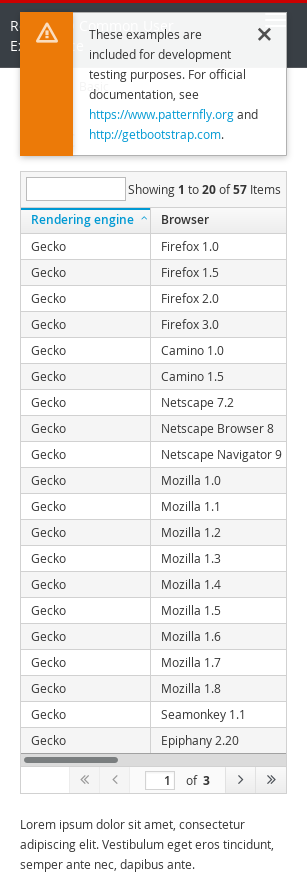 These examples are
included for development
testing purposes. For official
documentation, see
https://www.patternfly.org and
http://getbootstrap.com.
Showing 1 to 20 of 57 Items
Rendering engine Browser
Gecko Firefox 1.0
Gecko Firefox 1.5
Gecko Firefox 2.0
Gecko Firefox 3.0
Gecko Camino 1.0
Gecko Camino 1.5
Gecko Netscape 7.2
Gecko Netscape Browser 8
Gecko Netscape Navigator 9
Gecko Mozilla 1.0
Gecko Mozilla 1.1
Gecko Mozilla 1.2
Gecko Mozilla 1.3
Gecko Mozilla 1.4
Gecko Mozilla 1.5
Gecko Mozilla 1.6
Gecko Mozilla 1.7
Gecko Mozilla 1.8
Gecko Seamonkey 1.1
Gecko Epiphany 2.20
1 of 3
Lorem ipsum dolor sit amet, consectetur
adipiscing elit. Vestibulum eget eros tincidunt,
semper ante nec, dapibus ante.